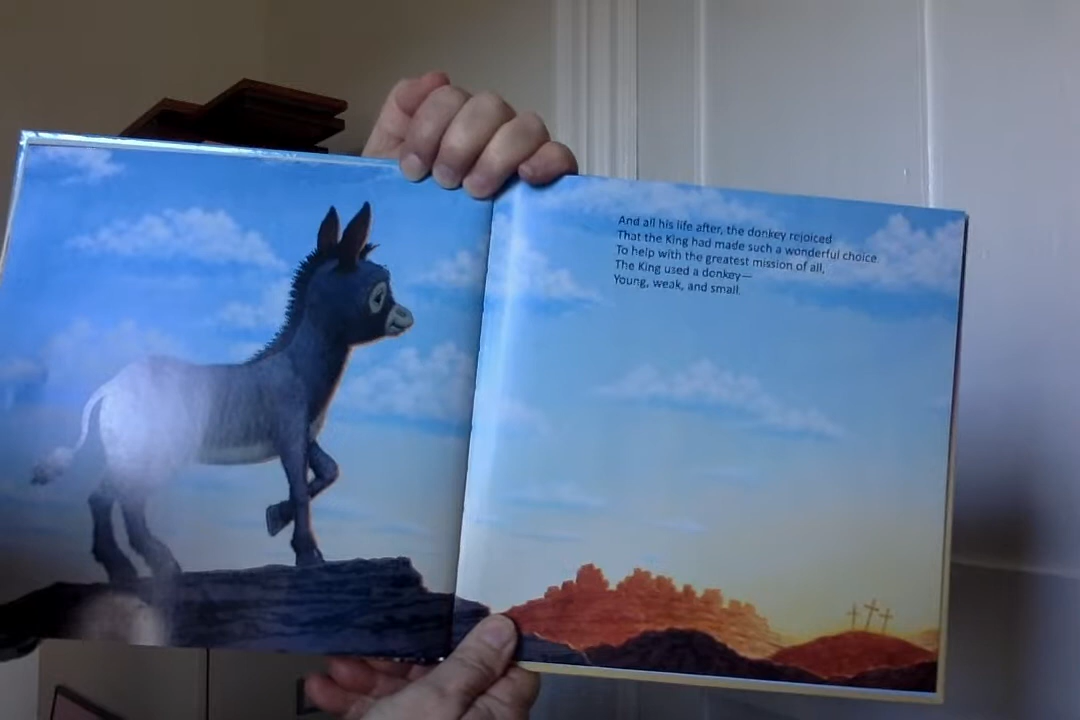 And all his life after, the donkey rejoiced
That the King had made such a wonderful choice
To help with the greatest mission of all,
The King used a donkey—
Young, weak, and small.